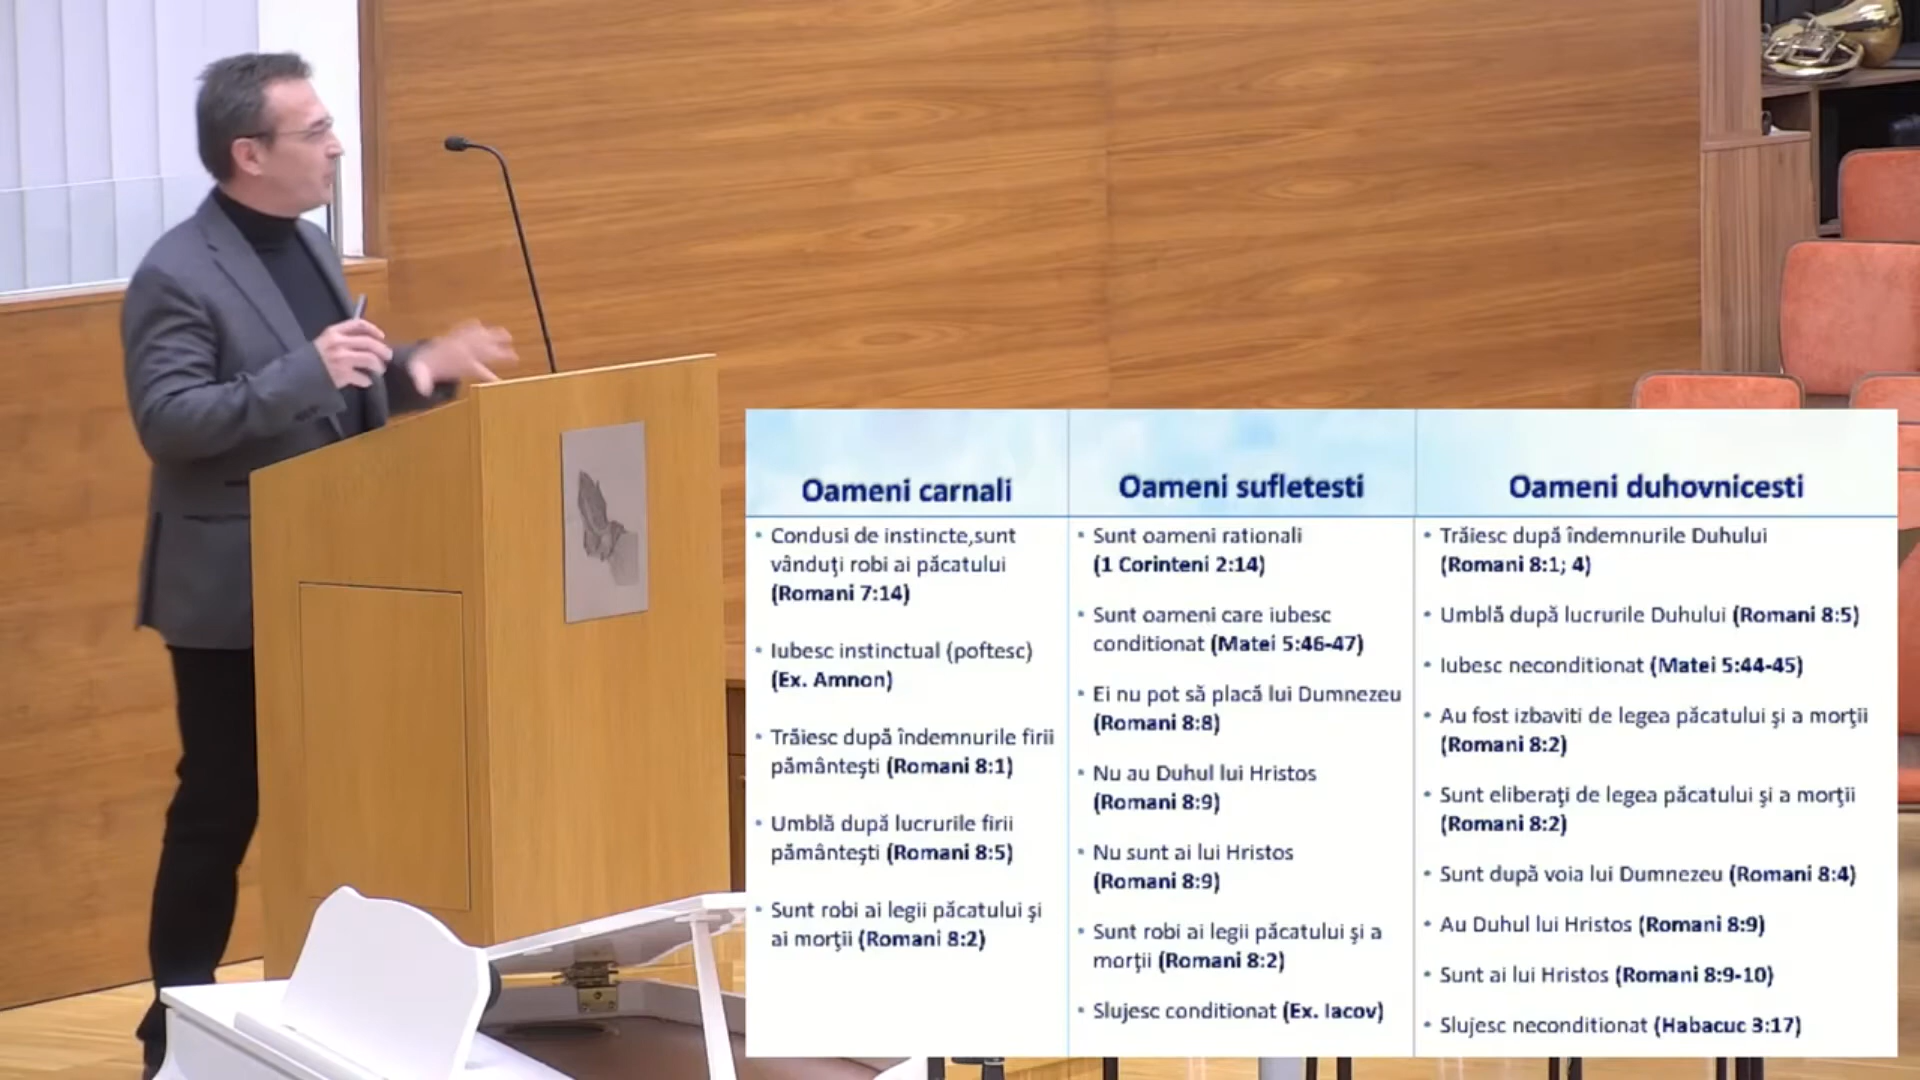 Oameni carnali
Condusi de instincte,sunt
vânduţi robi ai păcatului
(Romani 7:14)
Iubesc instinctual (poftesc)
(Ex. Amnon)
Trăiesc după îndemnurile firii
pământeşti (Romani 8:1)
Umblă după lucrurile firii
pământeşti (Romani 8:5)
Sunt robi ai legii păcatului şi
ai morţii (Romani 8:2)
Oameni sufletesti
Sunt oameni rationali
(1 Corinteni 2:14)
Sunt oameni care iubesc
conditionat (Matei 5:46-47)
Ei nu pot să placă lui Dumnezeu
(Romani 8:8)
Nu au Duhul lui Hristos
(Romani 8:9)
Nu sunt ai lui Hristos
(Romani 8:9)
Sunt robi ai legii păcatului şi a
morţii (Romani 8:2)
Slujesc conditionat (Ex. Iacov)
Oameni duhovnicesti
Trăiesc după îndemnurile Duhului
(Romani 8:1; 4)
Umblă după lucrurile Duhului (Romani 8:5)
Iubesc neconditionat (Matei 5:44-45)
Au fost izbaviti de legea păcatului şi a morţii
(Romani 8:2)
Sunt eliberaţi de legea păcatului şi a morţii
(Romani 8:2)
Sunt după voia lui Dumnezeu (Romani 8:4)
Au Duhul lui Hristos (Romani 8:9)
Sunt ai lui Hristos (Romani 8:9-10)
Slujesc neconditionat (Habacuc 3:17)